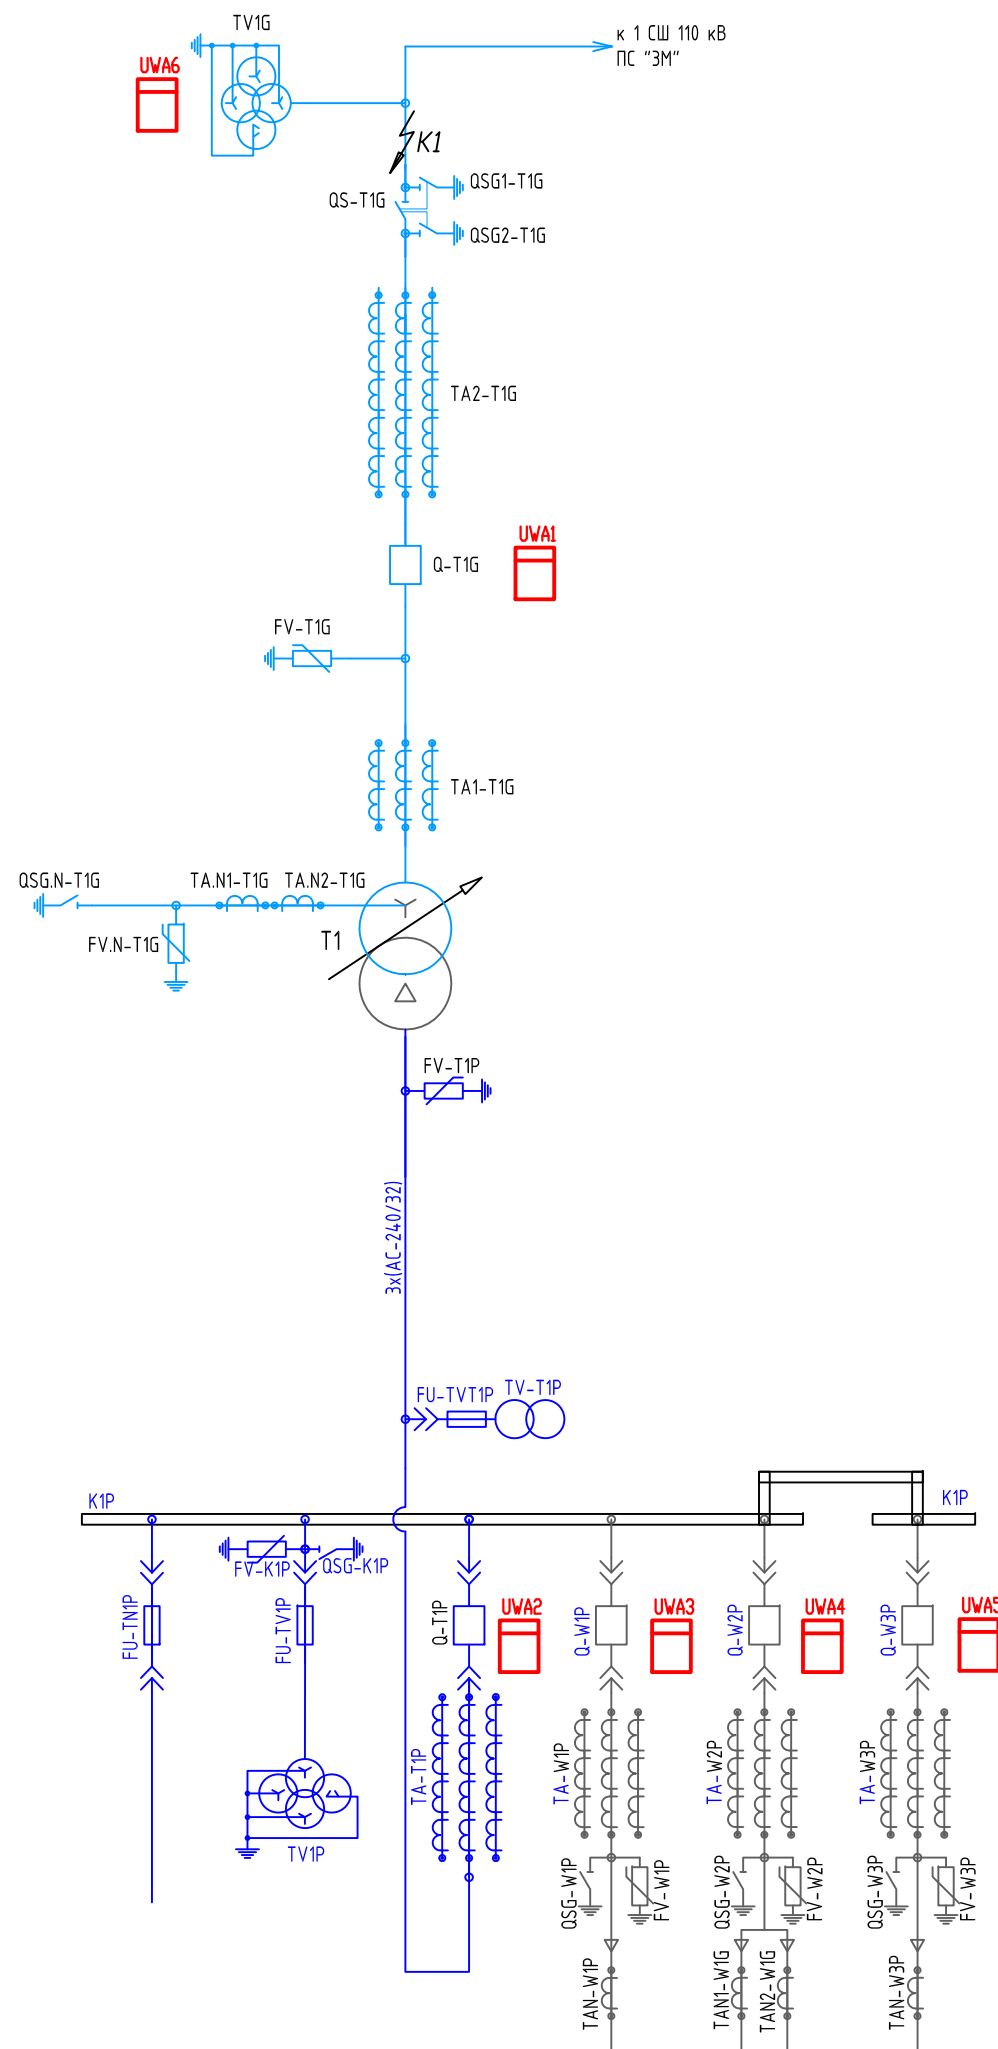 TV1G
к 1 СШ 110 кВ
ПС "ЗМ"
UWA6
K1
QSG1-T1G
QS-T1G
QSG2-T1G
TA2-T1G
UWA1
Q-T1G
FV-T1G
TA1-T1G
QSG.N-T1G
TA.N1-T1G
TA.N2-T1G
FV.N-T1G
T1
FV-T1P
3x(AC-240/32)
FU-TVT1P
TV-T1P
K1P
K1P
FV-K1P
QSG-K1P
FU-TN1P
FU-TV1P
Q-T1P
UWA2
Q-W1P
UWA3
Q-W2P
UWA4
Q-W3P
UWA5
TA-T1P
TA-W1P
TA-W2P
TA-W3P
TV1P
QSG-W1P
FV-W1P
QSG-W2P
FV-W2P
QSG-W3P
FV-W3P
TAN-W1P
TAN1-W1G
TAN2-W1G
TAN-W3P